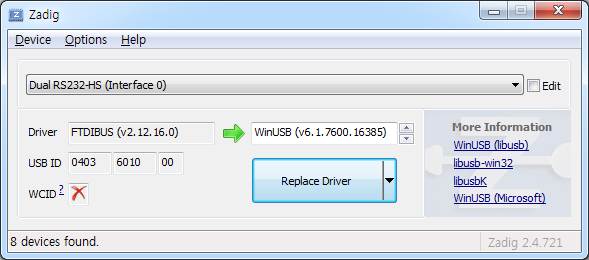 Zadig
Device Options Help
Dual RS232-HS (Interface 0) Edit
Driver FTDIBUS (v2.12.16.0) WinUSB (v6.1.7600.16385)
USB ID 0403 6010 00
WCID ?
Replace Driver
More Information
WinUSB (libusb)
libusb-win32
libusbK
WinUSB (Microsoft)
8 devices found. Zadig 2.4.721